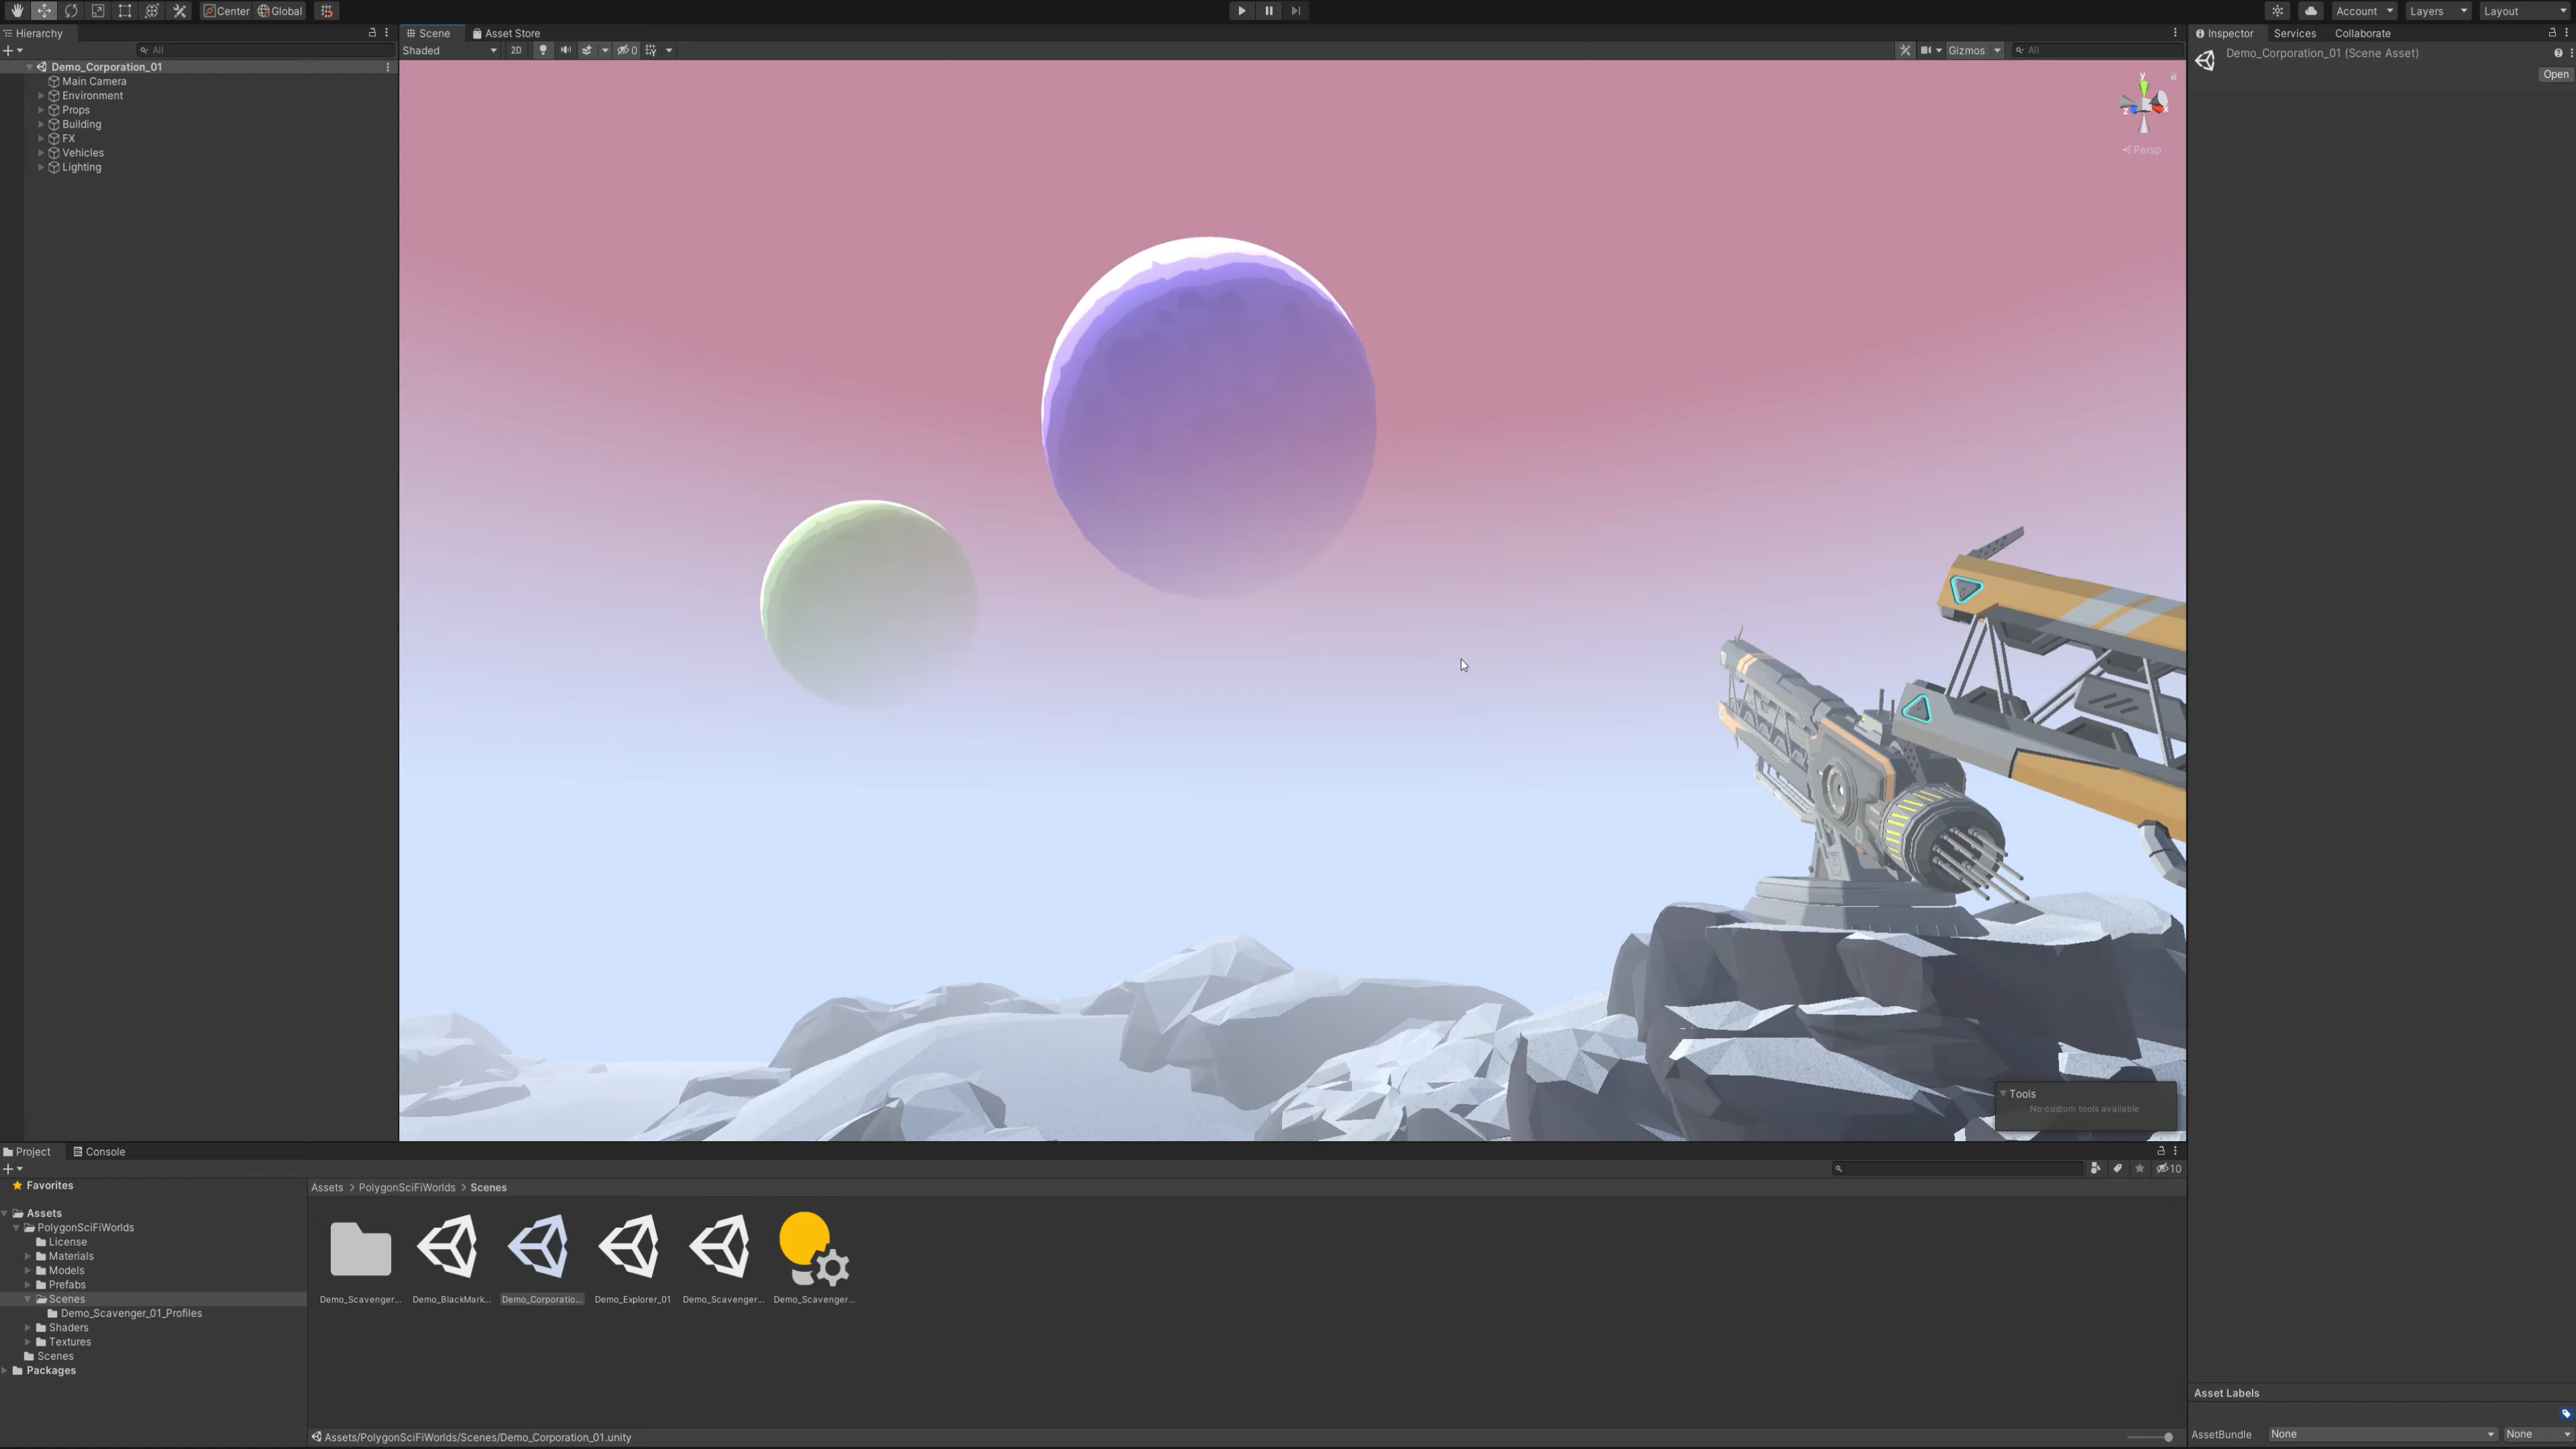 Center Global Account Layers Layout
Hierarchy Scene Asset Store Inspector Services Collaborate
All Shaded 2D 0 Gizmos All
Demo_Corporation_01 (Scene Asset)
Open
Demo_Corporation_01
Main Camera
Environment
Props
Building
FX
Vehicles
Lighting
y
z x
Persp
Tools
No custom tools available
Project Console
10
Favorites
Assets > PolygonSciFiWorlds > Scenes
Assets
PolygonSciFiWorlds
License
Materials
Models
Prefabs
Scenes
Demo_Scavenger_01_Profiles
Shaders
Textures
Scenes
Packages
Demo_Scavenger... Demo_BlackMark... Demo_Corporatio... Demo_Explorer_01 Demo_Scavenger... Demo_Scavenger...
Assets/PolygonSciFiWorlds/Scenes/Demo_Corporation_01.unity
Asset Labels
AssetBundle None None